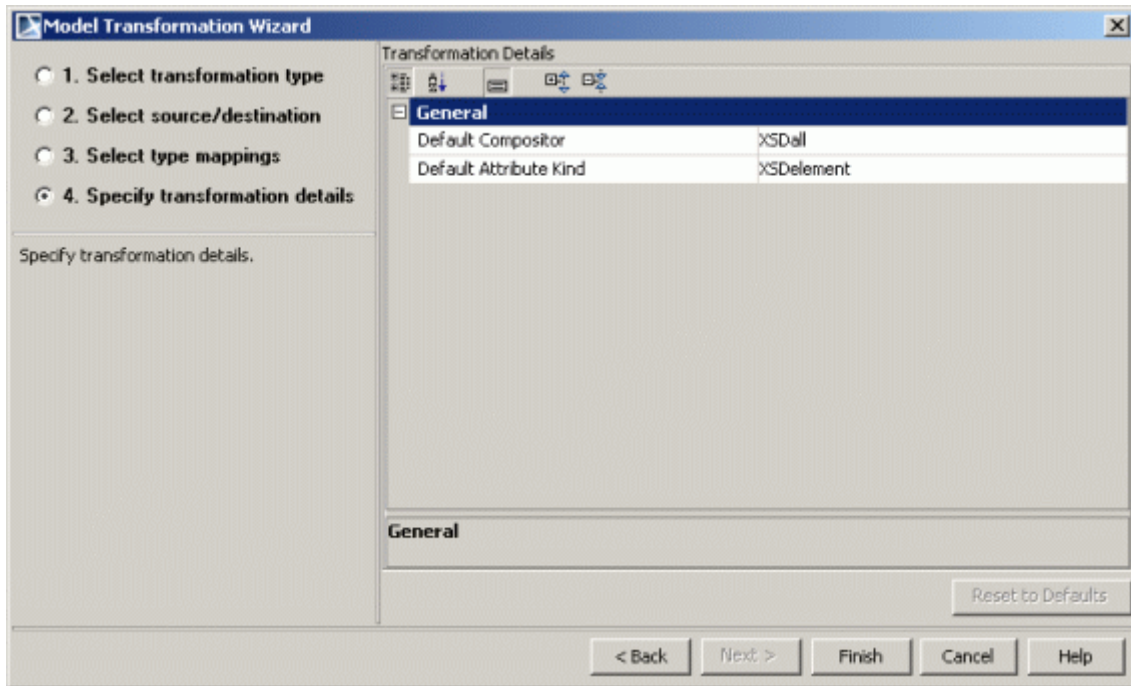 Model Transformation Wizard
1. Select transformation type
2. Select source/destination
3. Select type mappings
4. Specify transformation details
Specify transformation details.
Transformation Details
General
Default Compositor XSDall
Default Attribute Kind XSDelement
General
Reset to Defaults
< Back Next > Finish Cancel Help